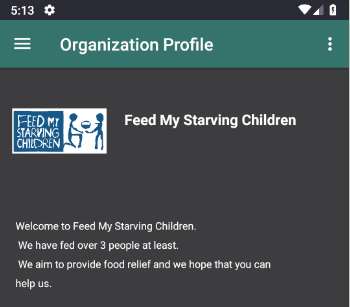 5:13
Organization Profile
FEED MY
STARVING
CHILDREN
Feed My Starving Children
Welcome to Feed My Starving Children.
We have fed over 3 people at least.
We aim to provide food relief and we hope that you can
help us.